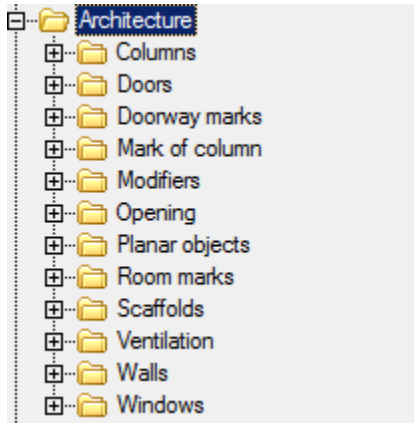 Architecture
Columns
Doors
Doorway marks
Mark of column
Modifiers
Opening
Planar objects
Room marks
Scaffolds
Ventilation
Walls
Windows